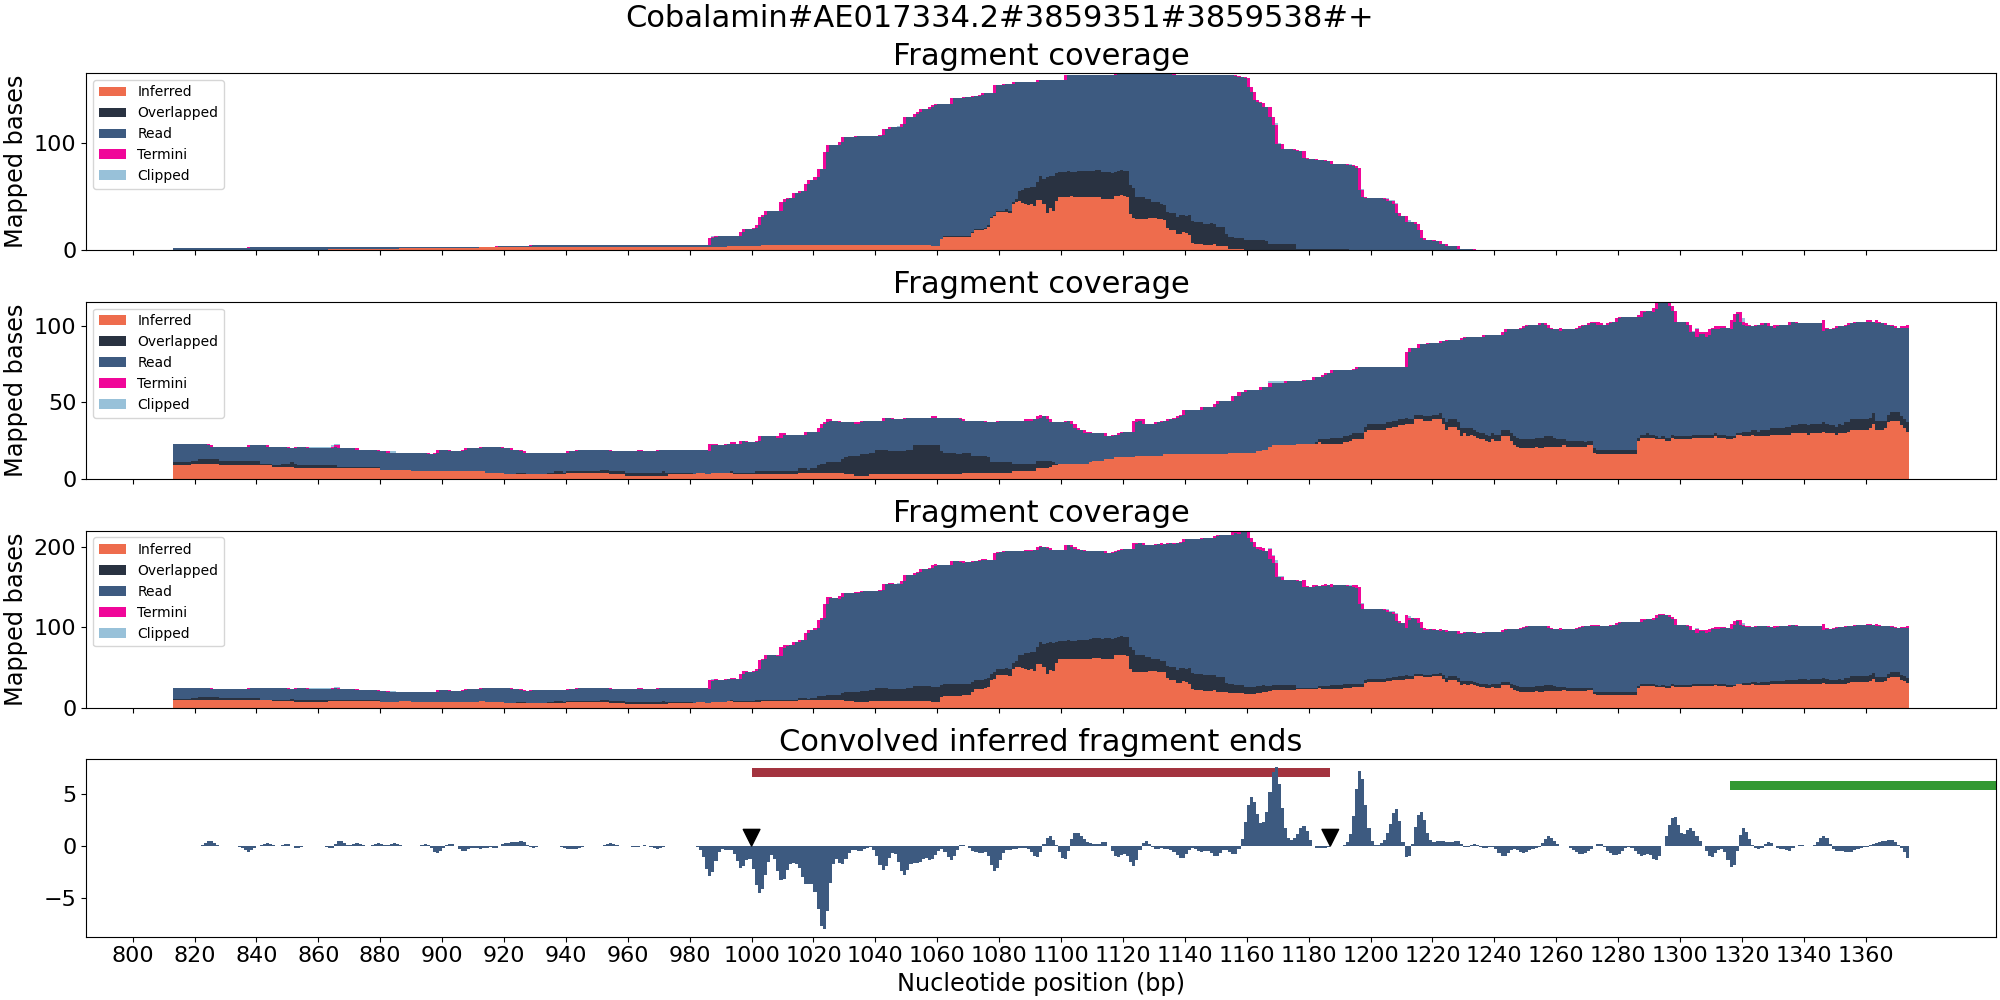 Cobalamin#AE017334.2#3859351#3859538#+
Fragment coverage
Mapped bases
100
0
Inferred
Overlapped
Read
Termini
Clipped
Fragment coverage
Mapped bases
100
50
0
Inferred
Overlapped
Read
Termini
Clipped
Fragment coverage
Mapped bases
200
100
0
Inferred
Overlapped
Read
Termini
Clipped
Convolved inferred fragment ends
5
0
−5
800 820 840 860 880 900 920 940 960 980 1000 1020 1040 1060 1080 1100 1120 1140 1160 1180 1200 1220 1240 1260 1280 1300 1320 1340 1360
Nucleotide position (bp)